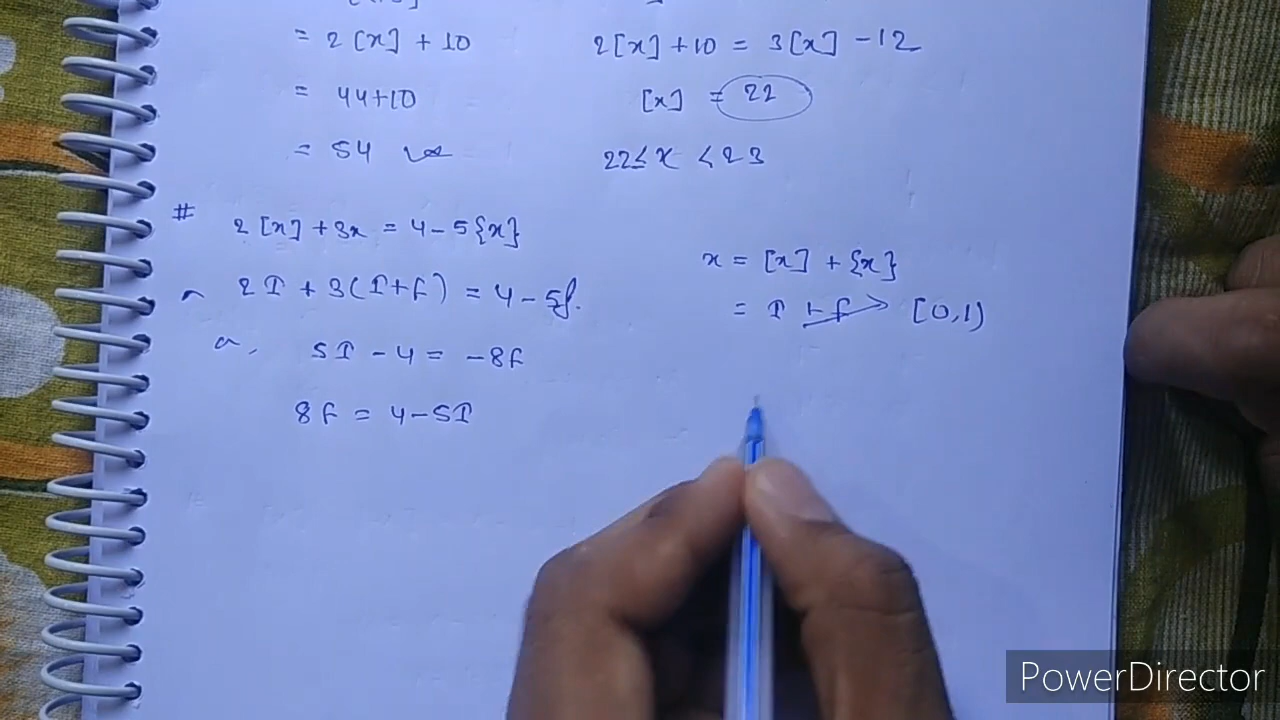 = 2[x] + 10
= 44+10
= 54
2[x] + 10 = 3[x] - 12
[x] = 22
22 ≤ x < 23
# 2[x] + 3x = 4 - 5{x}
2I + 3(I+f) = 4 - 5f.
5I - 4 = -8f
8f = 4 - 5I
x = [x] + {x}
= I + f → [0,1)
PowerDirector